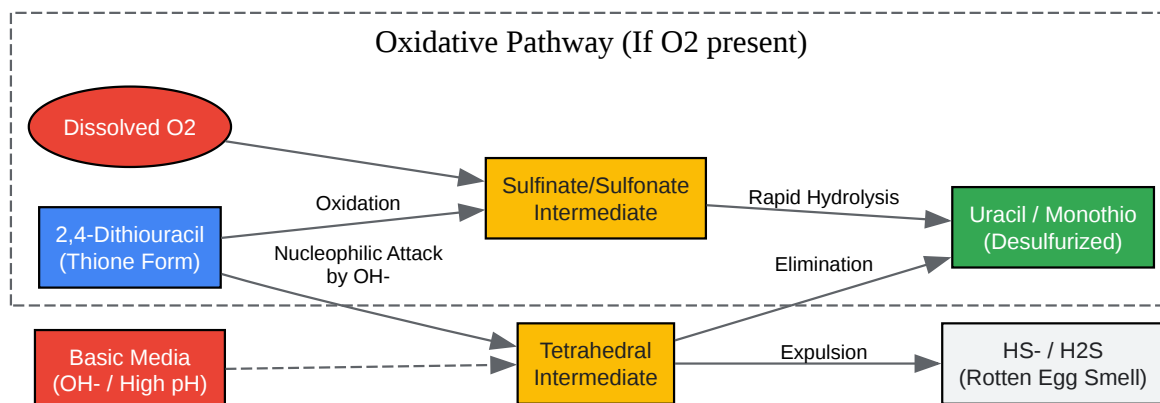 Oxidative Pathway (If O2 present)
Dissolved O2
Sulfinate/Sulfonate
Intermediate
Oxidation
Rapid Hydrolysis
2,4-Dithiouracil
(Thione Form)
Uracil / Monothio
(Desulfurized)
Nucleophilic Attack
by OH-
Elimination
Basic Media
(OH- / High pH)
Tetrahedral
Intermediate
Expulsion
HS- / H2S
(Rotten Egg Smell)